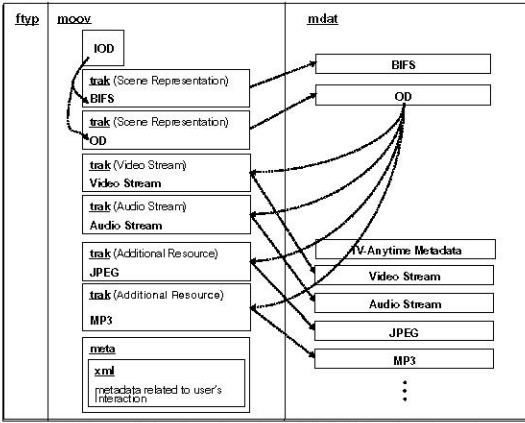 ftyp
moov
mdat
IOD
trak (Scene Representation)
BIFS
trak (Scene Representation)
OD
trak (Video Stream)
Video Stream
trak (Audio Stream)
Audio Stream
trak (Additional Resource)
JPEG
trak (Additional Resource)
MP3
meta
xml
metadata related to user's
Interaction
BIFS
OD
TV-Anytime Metadata
Video Stream
Audio Stream
JPEG
MP3